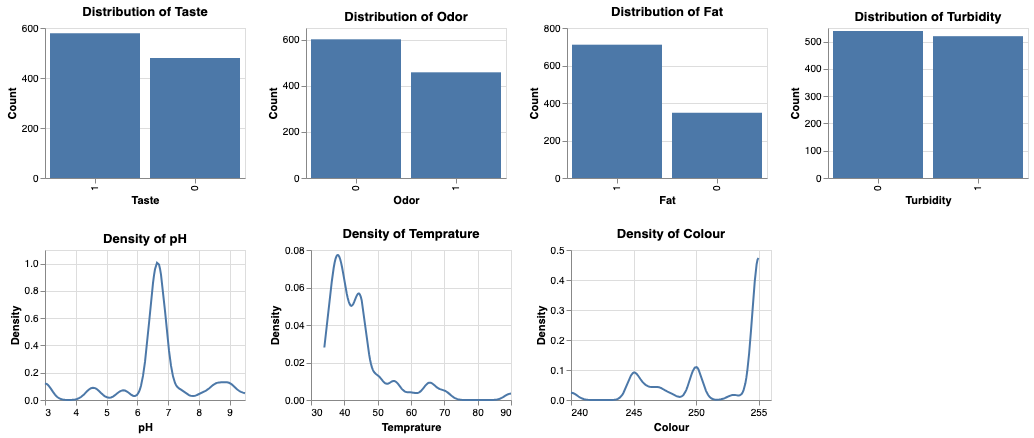 Distribution of Taste
600
400
200
0
Count
1
0
Taste
Distribution of Odor
600
400
200
0
Count
0
1
Odor
Distribution of Fat
800
600
400
200
0
Count
1
0
Fat
Distribution of Turbidity
500
400
300
200
100
0
Count
0
1
Turbidity
Density of pH
1.0
0.8
0.6
0.4
0.2
0.0
Density
3 4 5 6 7 8 9
pH
Density of Temprature
0.08
0.06
0.04
0.02
0.00
Density
30 40 50 60 70 80 90
Temprature
Density of Colour
0.5
0.4
0.3
0.2
0.1
0.0
Density
240 245 250 255
Colour